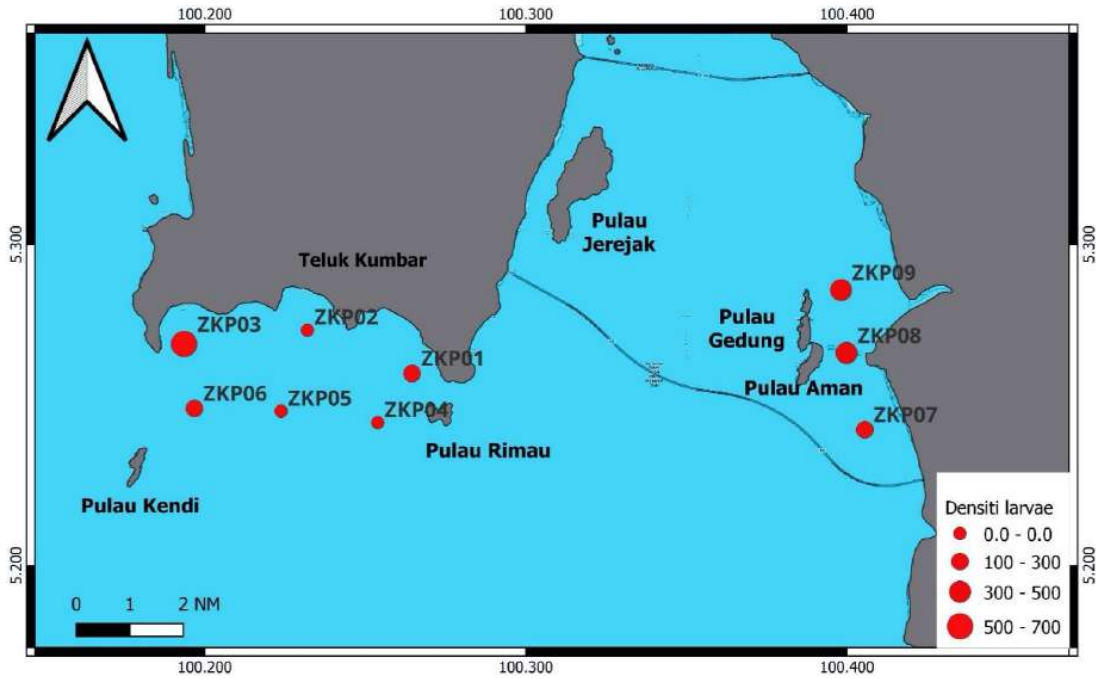 100.200
100.300
100.400
Pulau
Jerejak
5.300
5.300
Teluk Kumbar
ZKP09
ZKP03
ZKP02
Pulau
Gedung
ZKP08
ZKP01
Pulau Aman
ZKP06
ZKP05
ZKP04
ZKP07
Pulau Rimau
Pulau Kendi
Densiti larvae
0.0 - 0.0
100 - 300
300 - 500
500 - 700
5.200
5.200
0 1 2 NM
100.200
100.300
100.400